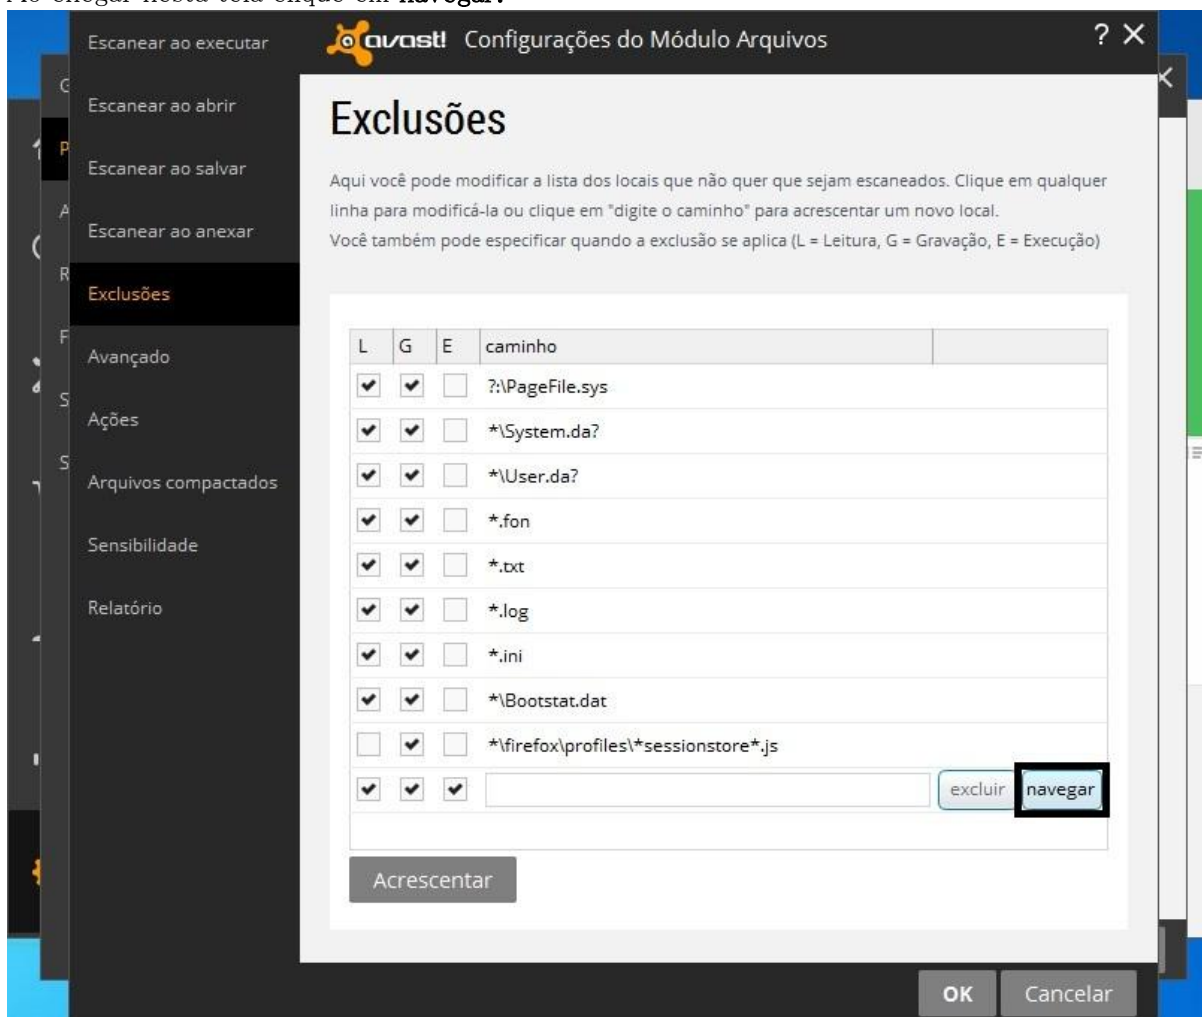 Ao chegar nesta tela clique em navegar.
Escanear ao executar
avast! Configurações do Módulo Arquivos
? X
Escanear ao abrir
Escanear ao salvar
Escanear ao anexar
Exclusões
Avançado
Ações
Arquivos compactados
Sensibilidade
Relatório
Exclusões
Aqui você pode modificar a lista dos locais que não quer que sejam escaneados. Clique em qualquer
linha para modificá-la ou clique em "digite o caminho" para acrescentar um novo local.
Você também pode especificar quando a exclusão se aplica (L = Leitura, G = Gravação, E = Execução)
L G E caminho
?:\PageFile.sys
*\System.da?
*\User.da?
*.fon
*.txt
*.log
*.ini
*\Bootstat.dat
*\firefox\profiles\*sessionstore*.js
excluir navegar
Acrescentar
OK Cancelar